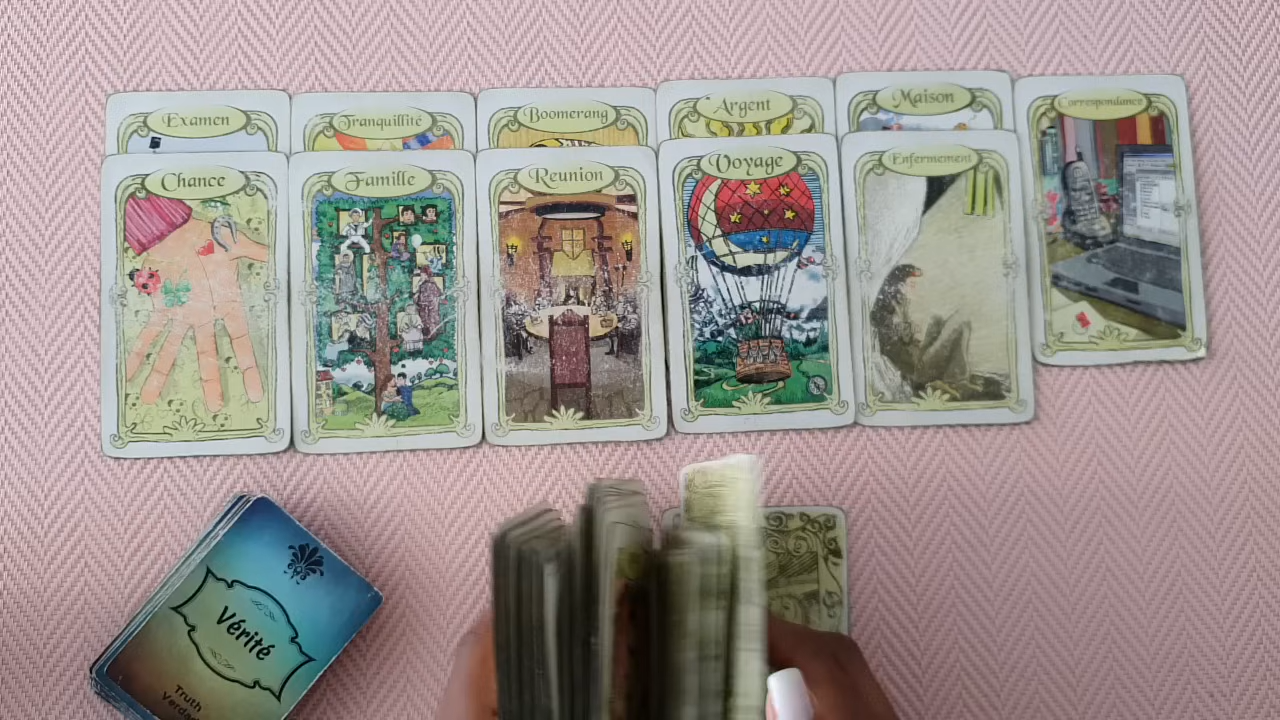 Examen
Tranquillité
Boomerang
Argent
Maison
Correspondance
Chance
Famille
Reunion
Voyage
Enfermement
Vérité
Truth